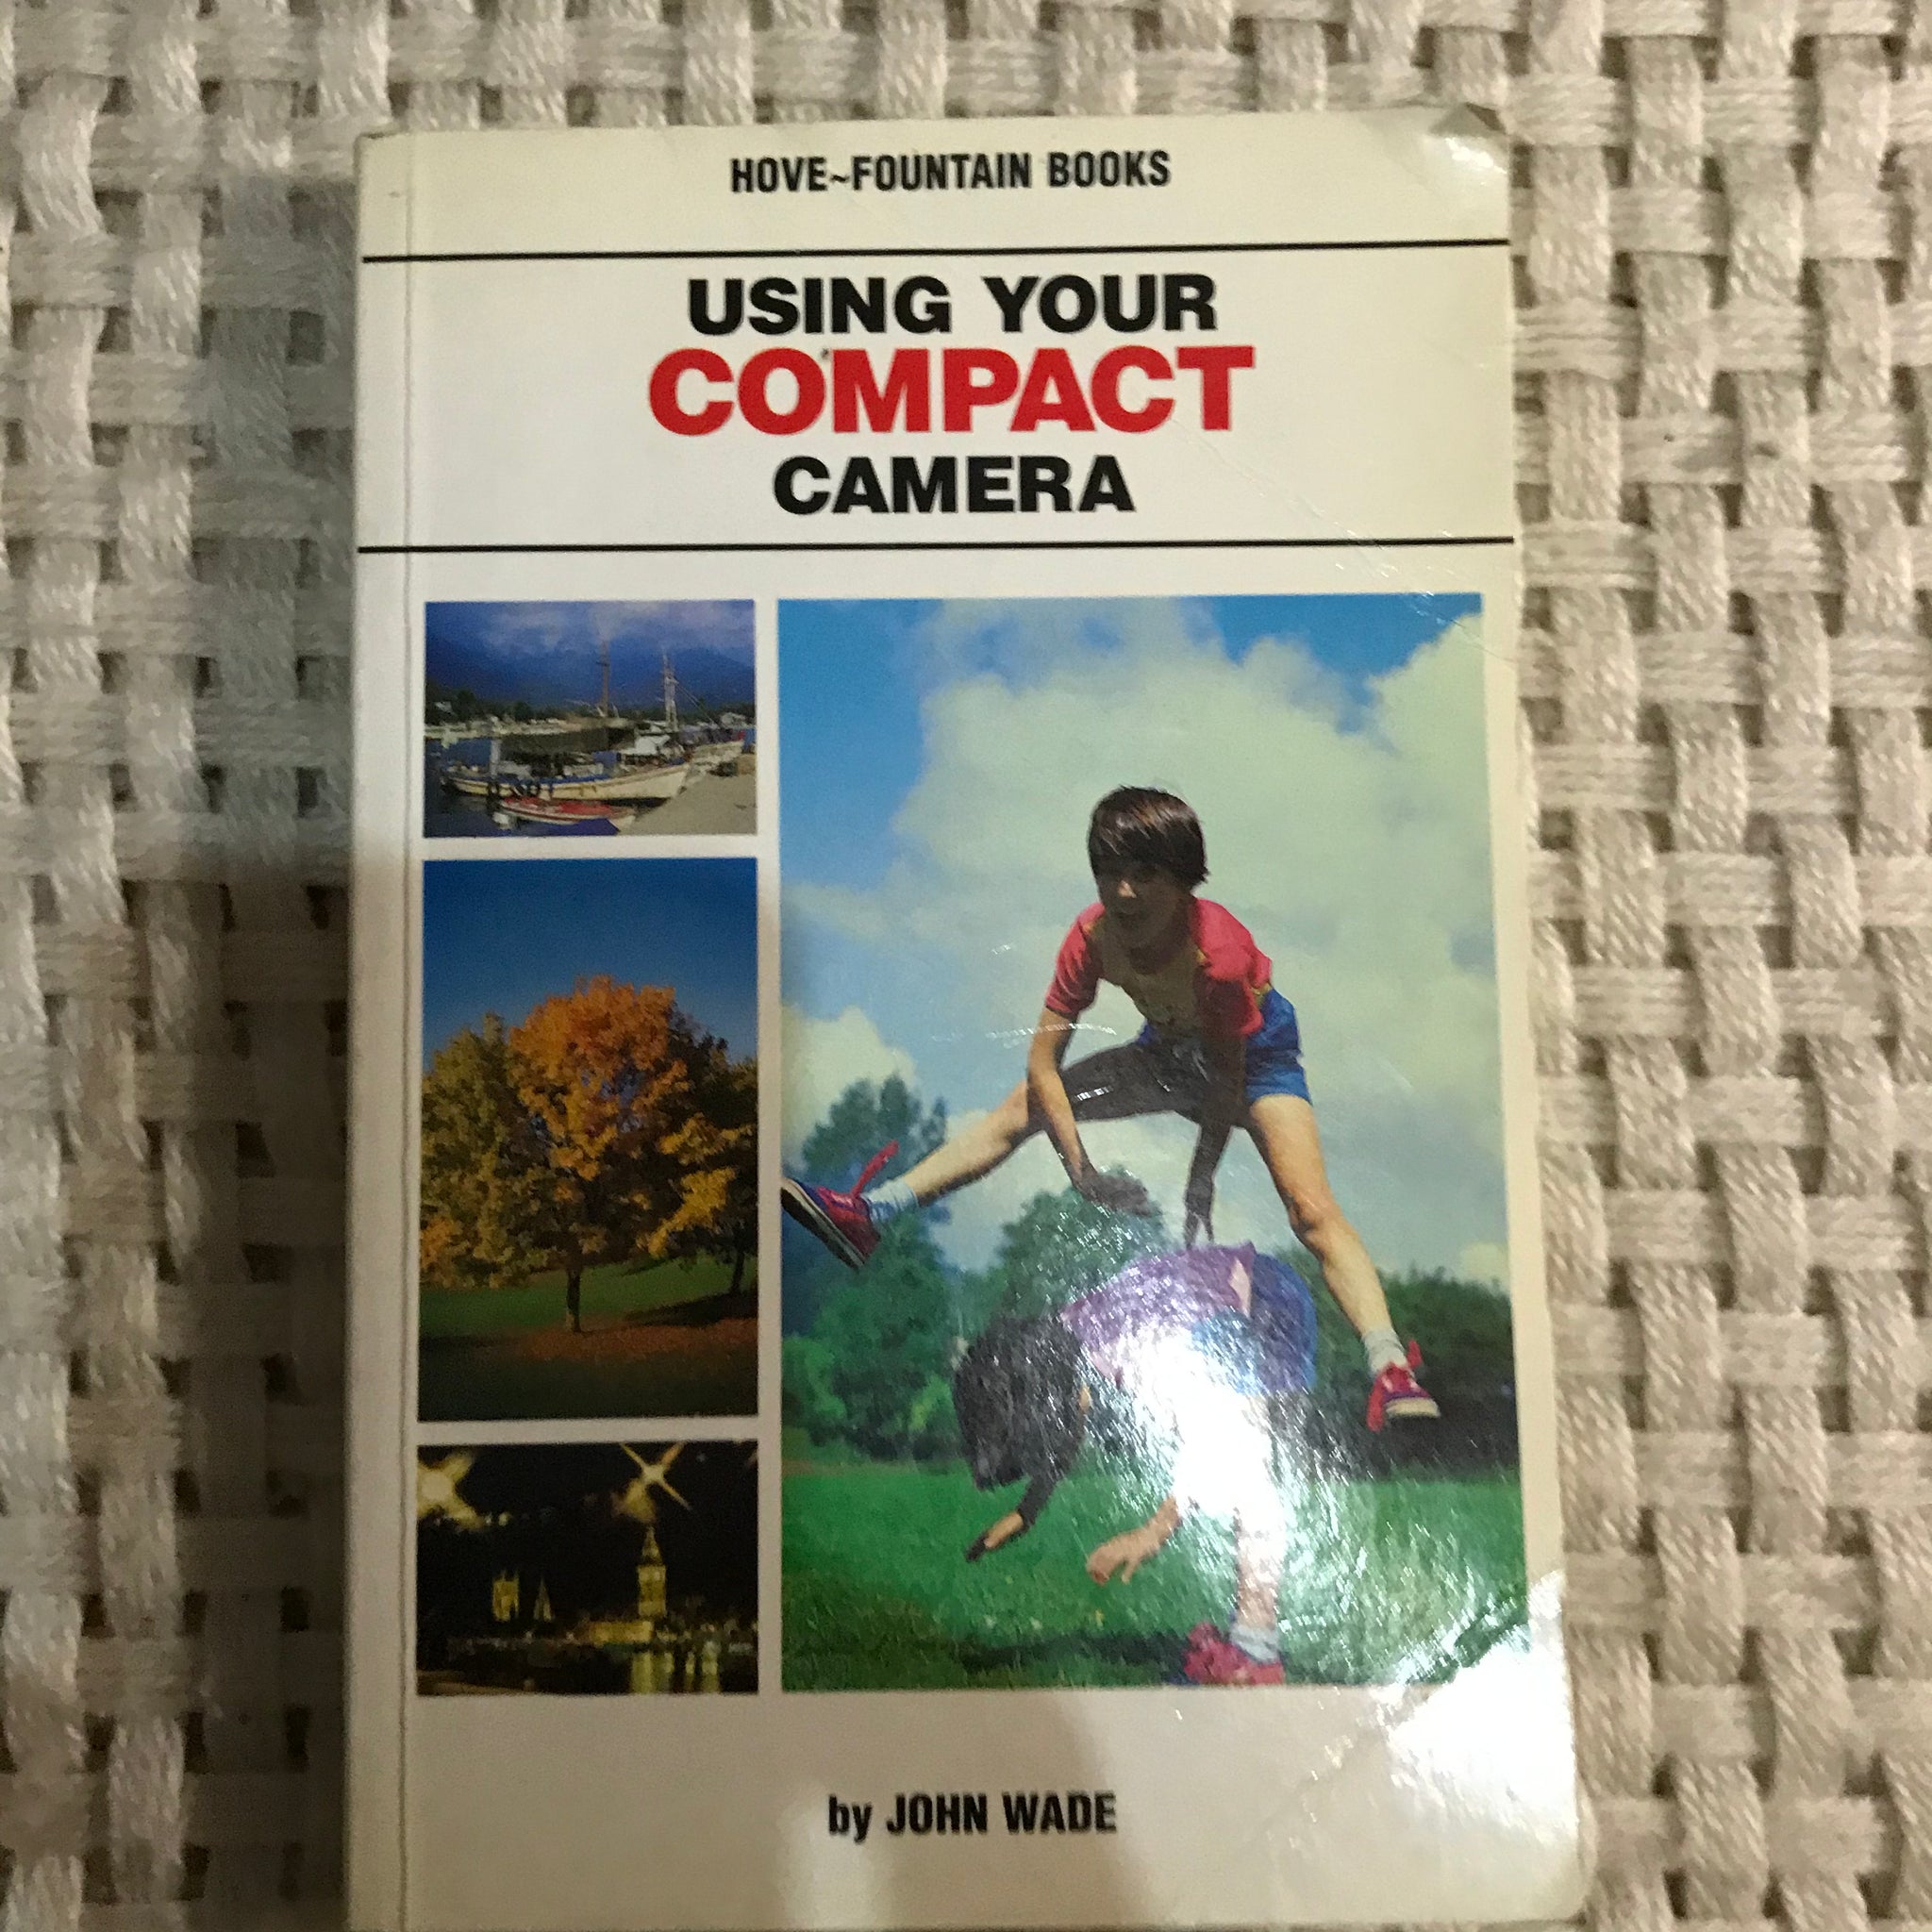 HOVE~FOUNTAIN BOOKS
USING YOUR
COMPACT
CAMERA
by JOHN WADE